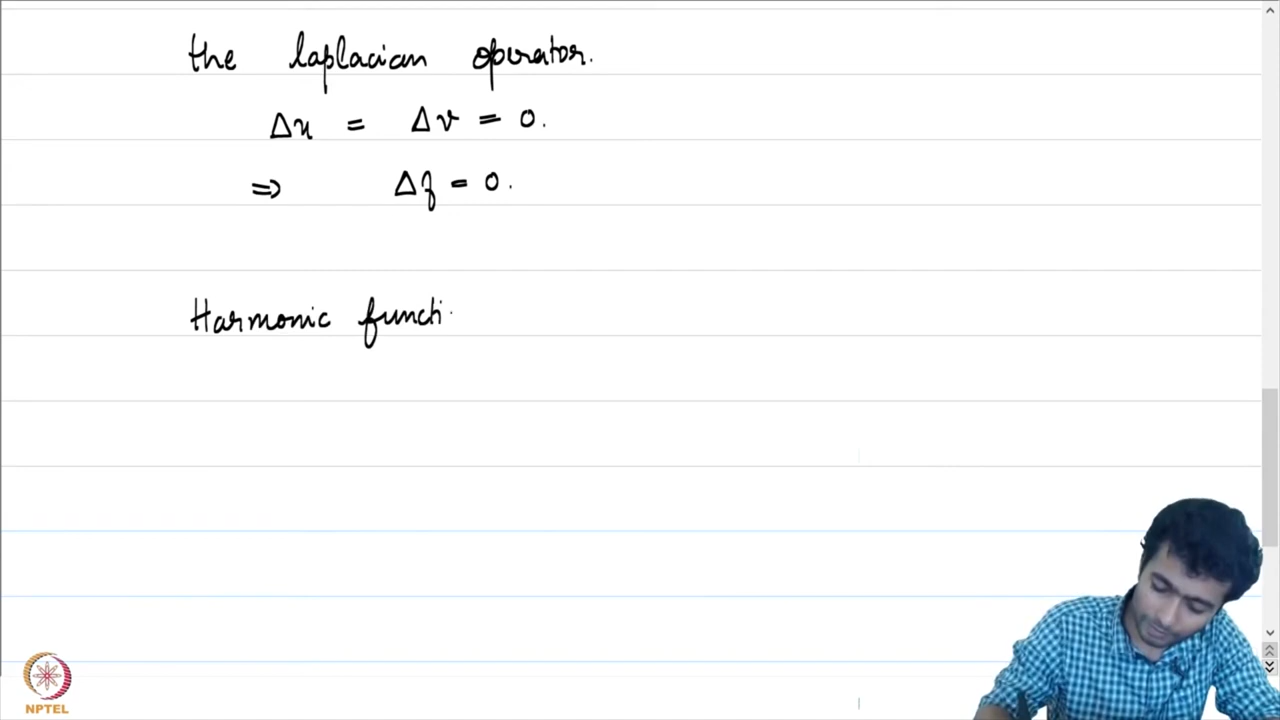 the laplacian operator.
Δu = Δv = 0.
⇒ Δf = 0.
Harmonic functi
NPTEL